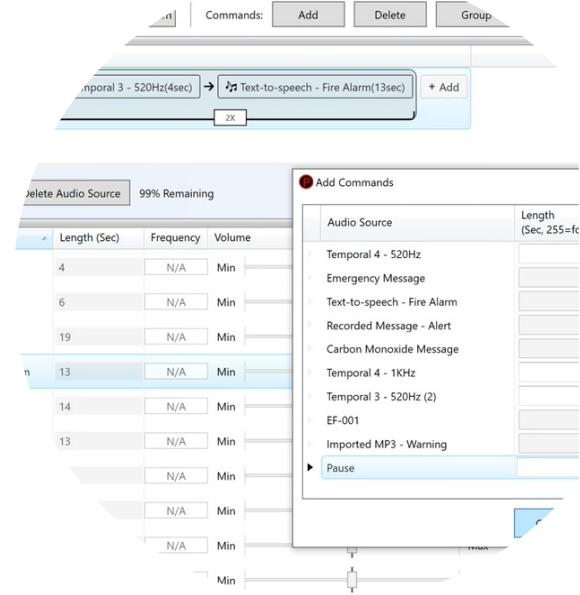 Commands: Add Delete Group
mporal 3 - 520Hz(4sec) → Text-to-speech - Fire Alarm(13sec) + Add
2X
Delete Audio Source 99% Remaining
Length (Sec) Frequency Volume
4 N/A Min
6 N/A Min
19 N/A Min
13 N/A Min
14 N/A Min
13 N/A Min
N/A Min
N/A Min
N/A Min
Min
Max
Add Commands
Audio Source
Length
(Sec, 255=fo
Temporal 4 - 520Hz
Emergency Message
Text-to-speech - Fire Alarm
Recorded Message - Alert
Carbon Monoxide Message
Temporal 4 - 1KHz
Temporal 3 - 520Hz (2)
EF-001
Imported MP3 - Warning
Pause